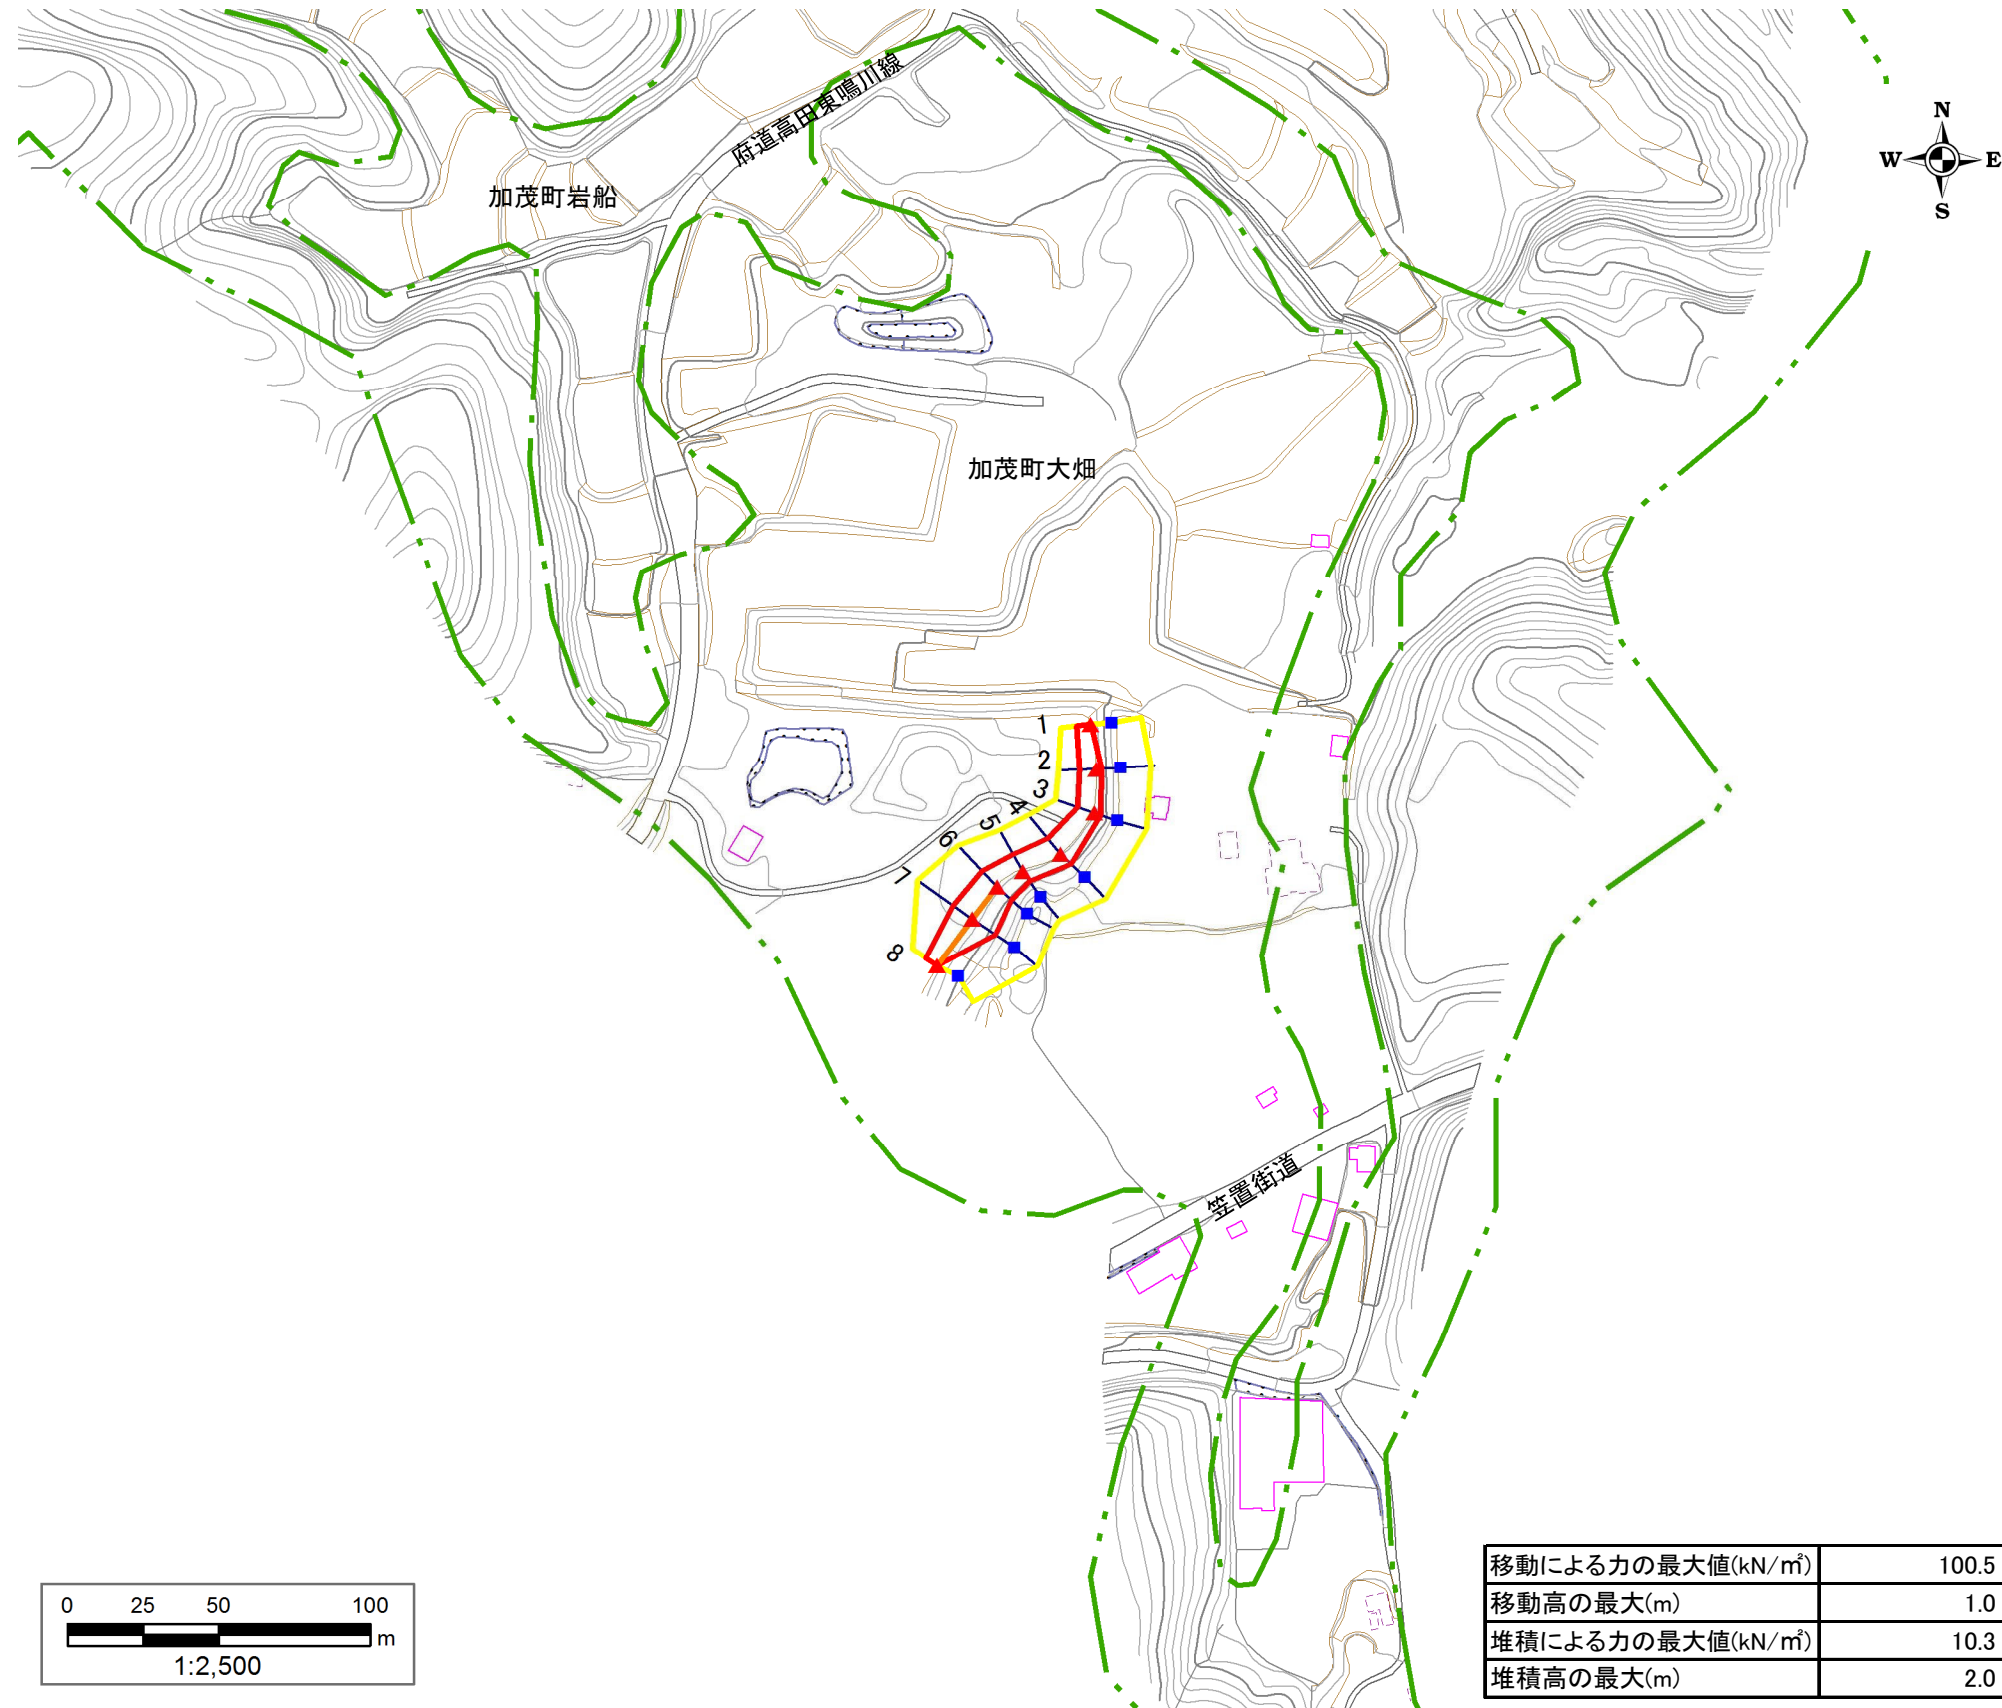 府道高田東鳴川線
N
W E
S
加茂町岩船
加茂町大畑
1
2
3
4
5
6
7
8
笠置街道
0 25 50 100
m
1:2,500
移動による力の最大値(kN/㎡) 100.5
移動高の最大(m) 1.0
堆積による力の最大値(kN/㎡) 10.3
堆積高の最大(m) 2.0